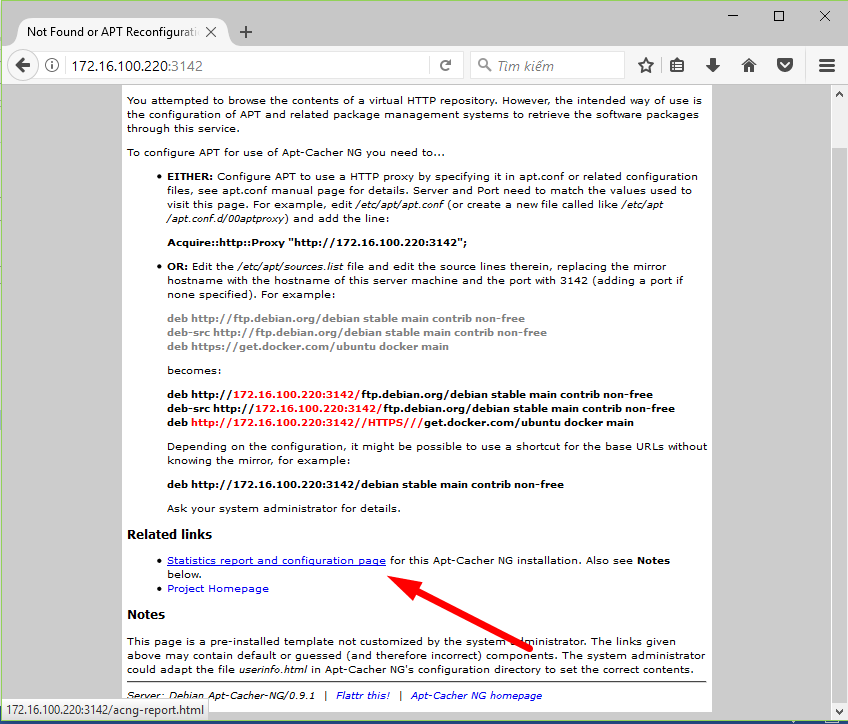 Not Found or APT Reconfigurati
172.16.100.220:3142
Tìm kiếm
You attempted to browse the contents of a virtual HTTP repository. However, the intended way of use is
the configuration of APT and related package management systems to retrieve the software packages
through this service.
To configure APT for use of Apt-Cacher NG you need to...
• EITHER: Configure APT to use a HTTP proxy by specifying it in apt.conf or related configuration
files, see apt.conf manual page for details. Server and Port need to match the values used to
visit this page. For example, edit /etc/apt/apt.conf (or create a new file called like /etc/apt
/apt.conf.d/00aptproxy) and add the line:
Acquire::http::Proxy "http://172.16.100.220:3142";
• OR: Edit the /etc/apt/sources.list file and edit the source lines therein, replacing the mirror
hostname with the hostname of this server machine and the port with 3142 (adding a port if
none specified). For example:
deb http://ftp.debian.org/debian stable main contrib non-free
deb-src http://ftp.debian.org/debian stable main contrib non-free
deb https://get.docker.com/ubuntu docker main
becomes:
deb http://172.16.100.220:3142/ftp.debian.org/debian stable main contrib non-free
deb-src http://172.16.100.220:3142/ftp.debian.org/debian stable main contrib non-free
deb http://172.16.100.220:3142//HTTPS///get.docker.com/ubuntu docker main
Depending on the configuration, it might be possible to use a shortcut for the base URLs without
knowing the mirror, for example:
deb http://172.16.100.220:3142/debian stable main contrib non-free
Ask your system administrator for details.
Related links
• Statistics report and configuration page for this Apt-Cacher NG installation. Also see Notes
below.
• Project Homepage
Notes
This page is a pre-installed template not customized by the system administrator. The links given
above may contain default or guessed (and therefore incorrect) components. The system administrator
could adapt the file userinfo.html in Apt-Cacher NG's configuration directory to set the correct contents.
Server: Debian Apt-Cacher-NG/0.9.1 | Flattr this! | Apt-Cacher NG homepage
172.16.100.220:3142/acng-report.html